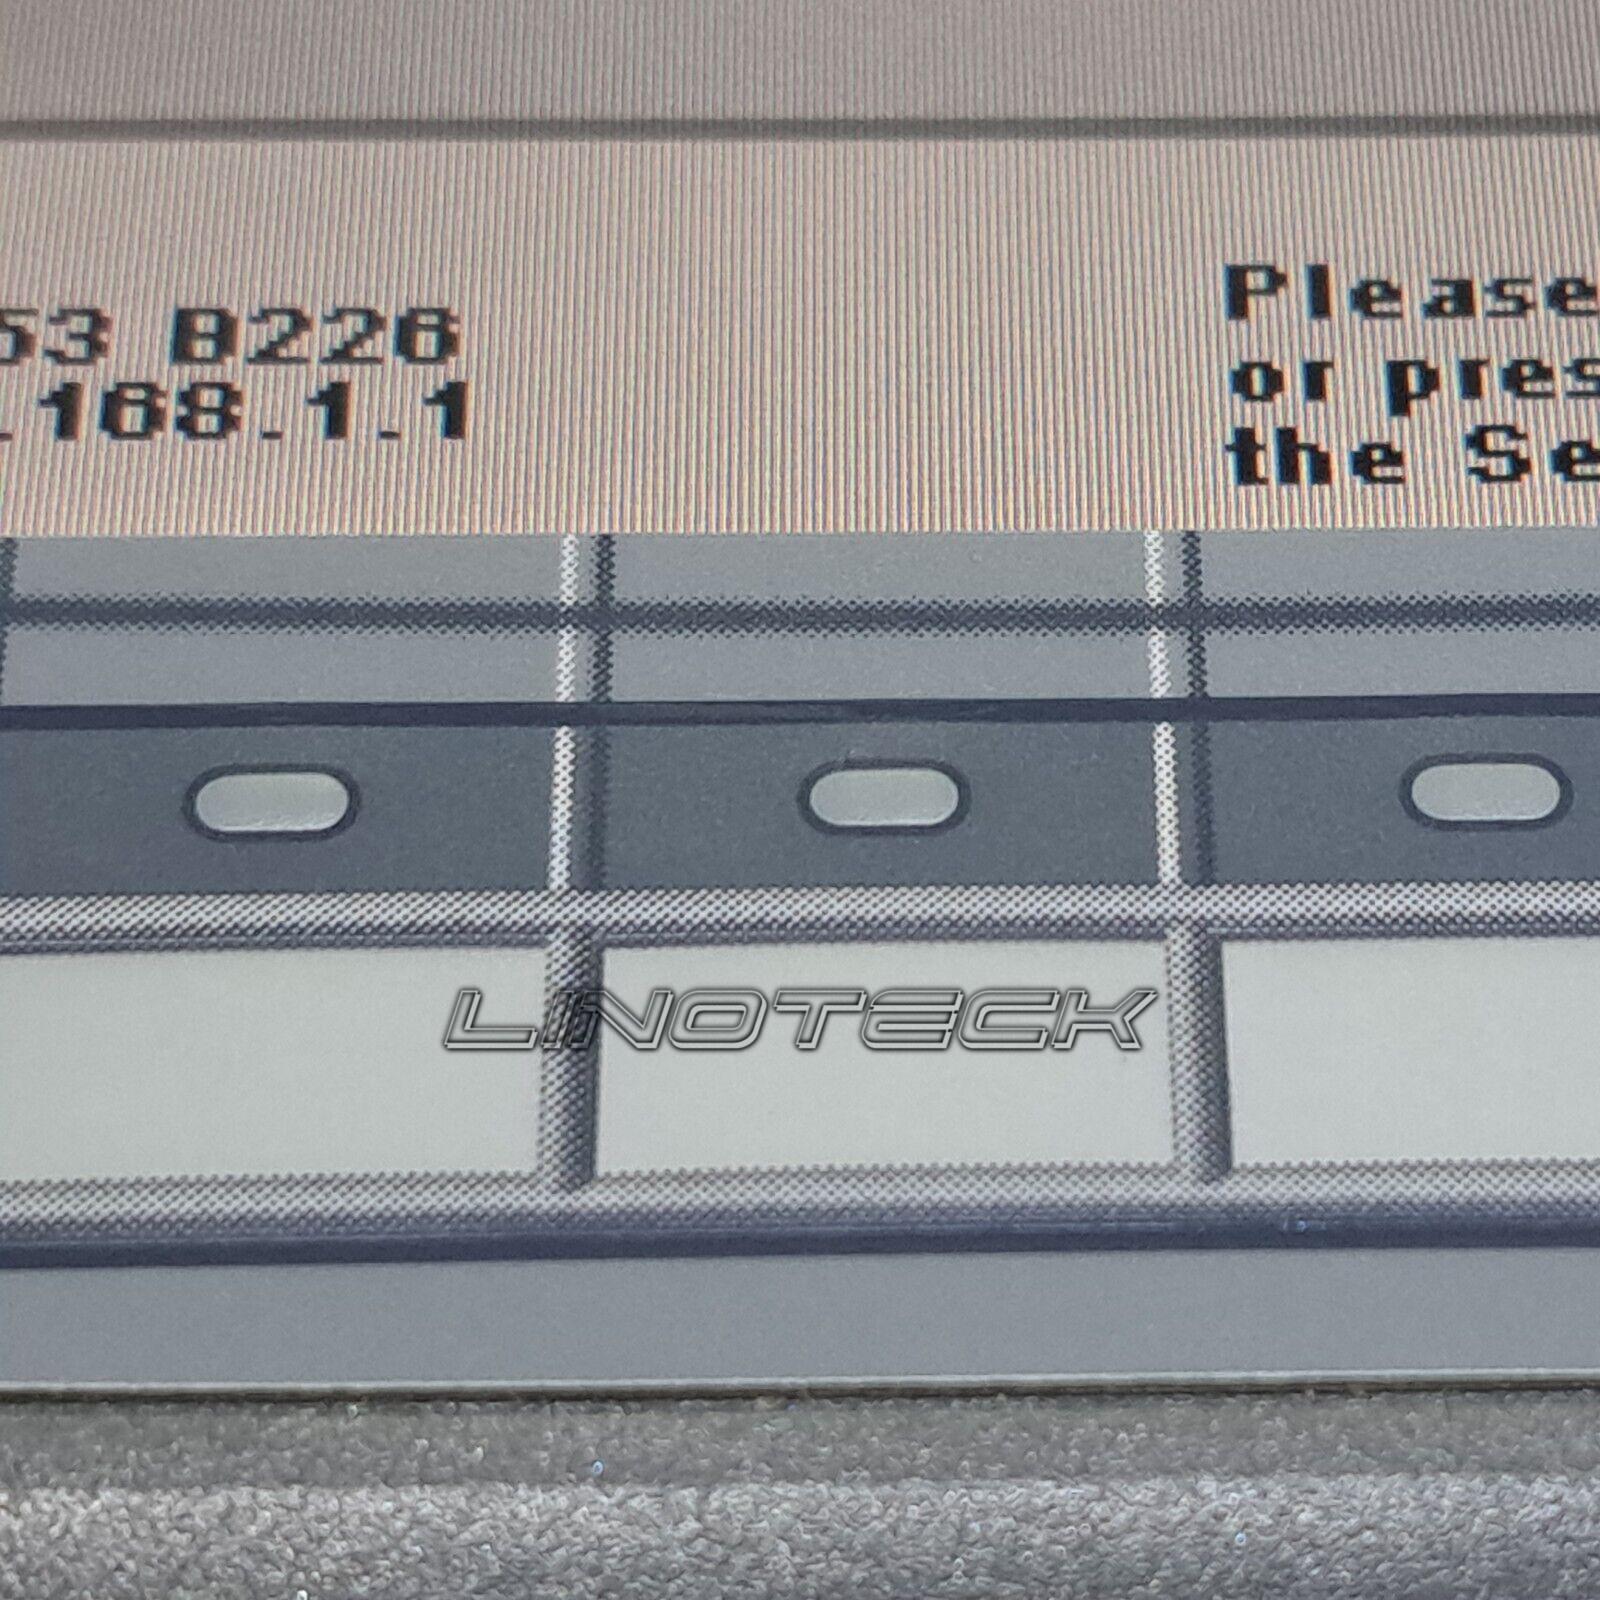 53 B226
.168.1.1
Please
or pres
the Se
LINOTECK